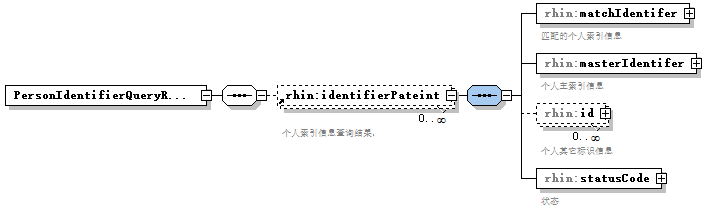 rhin:matchIdentifer
匹配的个人索引信息
rhin:masterIdentifer
个人主索引信息
PersonIdentifierQueryR...
rhin:identifierPateint
0..∞
个人索引信息查询结果.
rhin:id
0..∞
个人其它标识信息
rhin:statusCode
状态